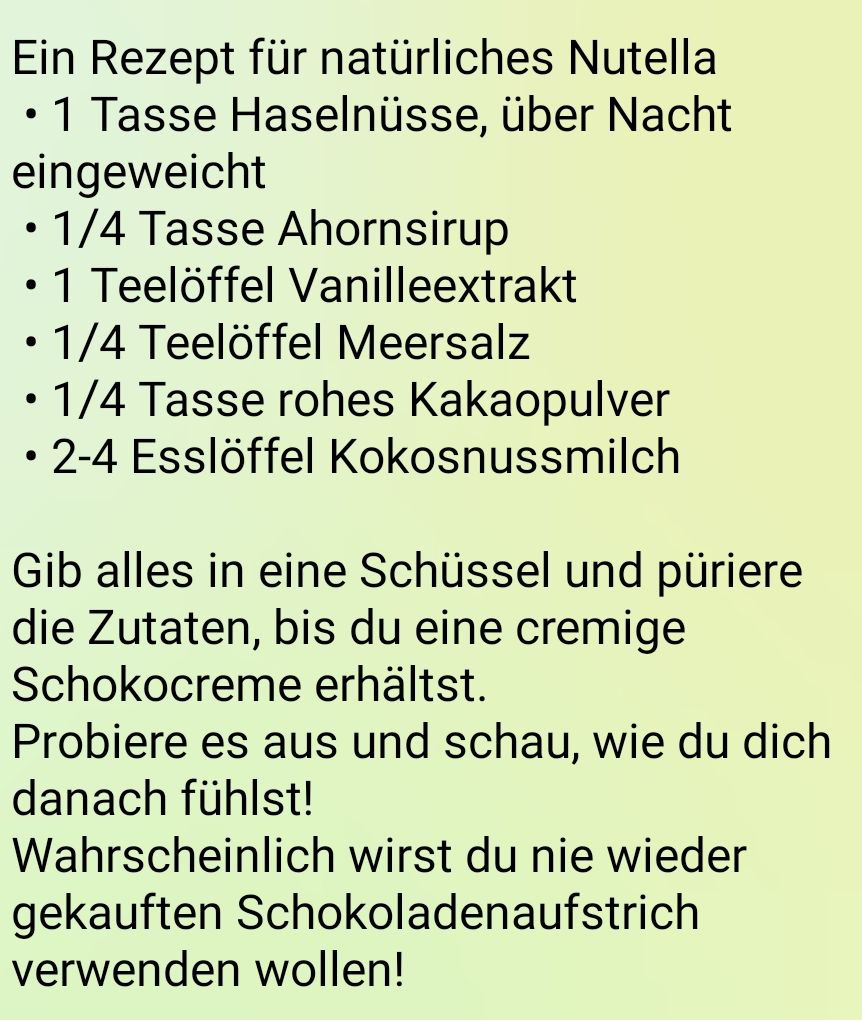 Ein Rezept für natürliches Nutella
• 1 Tasse Haselnüsse, über Nacht
eingeweicht
• 1/4 Tasse Ahornsirup
• 1 Teelöffel Vanilleextrakt
• 1/4 Teelöffel Meersalz
• 1/4 Tasse rohes Kakaopulver
• 2-4 Esslöffel Kokosnussmilch
Gib alles in eine Schüssel und püriere
die Zutaten, bis du eine cremige
Schokocreme erhältst.
Probiere es aus und schau, wie du dich
danach fühlst!
Wahrscheinlich wirst du nie wieder
gekauften Schokoladenaufstrich
verwenden wollen!